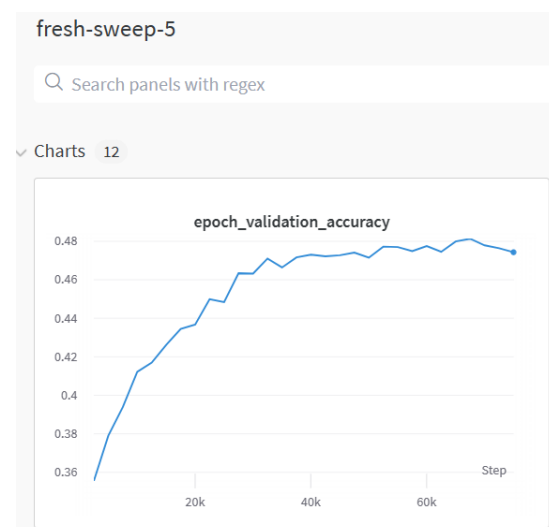 fresh-sweep-5
Search panels with regex
Charts 12
epoch_validation_accuracy
0.48
0.46
0.44
0.42
0.4
0.38
0.36
Step
20k 40k 60k